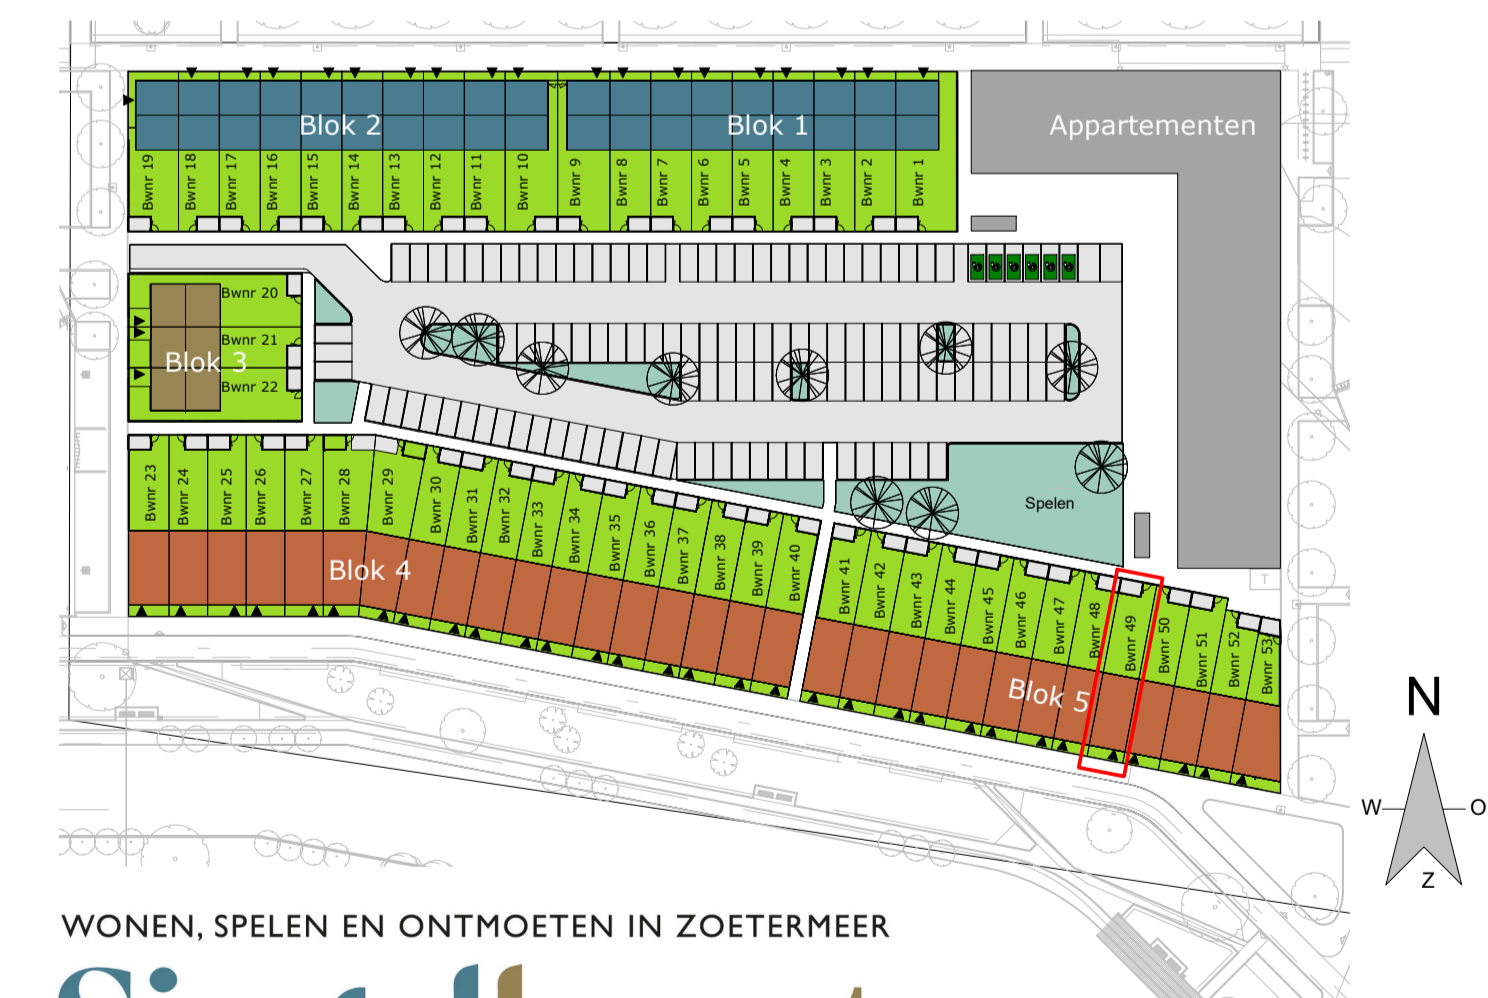 Blok 2
Blok 1
Appartementen
Bwnr 19
Bwnr 18
Bwnr 17
Bwnr 16
Bwnr 15
Bwnr 14
Bwnr 13
Bwnr 12
Bwnr 11
Bwnr 10
Bwnr 9
Bwnr 8
Bwnr 7
Bwnr 6
Bwnr 5
Bwnr 4
Bwnr 3
Bwnr 2
Bwnr 1
Bwnr 20
Bwnr 21
Blok 3
Bwnr 22
Bwnr 23
Bwnr 24
Bwnr 25
Bwnr 26
Bwnr 27
Bwnr 28
Bwnr 29
Bwnr 30
Bwnr 31
Bwnr 32
Bwnr 33
Bwnr 34
Bwnr 35
Bwnr 36
Bwnr 37
Bwnr 38
Bwnr 39
Bwnr 40
Blok 4
Spelen
Bwnr 41
Bwnr 42
Bwnr 43
Bwnr 44
Bwnr 45
Bwnr 46
Bwnr 47
Bwnr 48
Bwnr 49
Bwnr 50
Bwnr 51
Bwnr 52
Bwnr 53
T
Blok 5
N
W
O
Z
WONEN, SPELEN EN ONTMOETEN IN ZOETERMEER